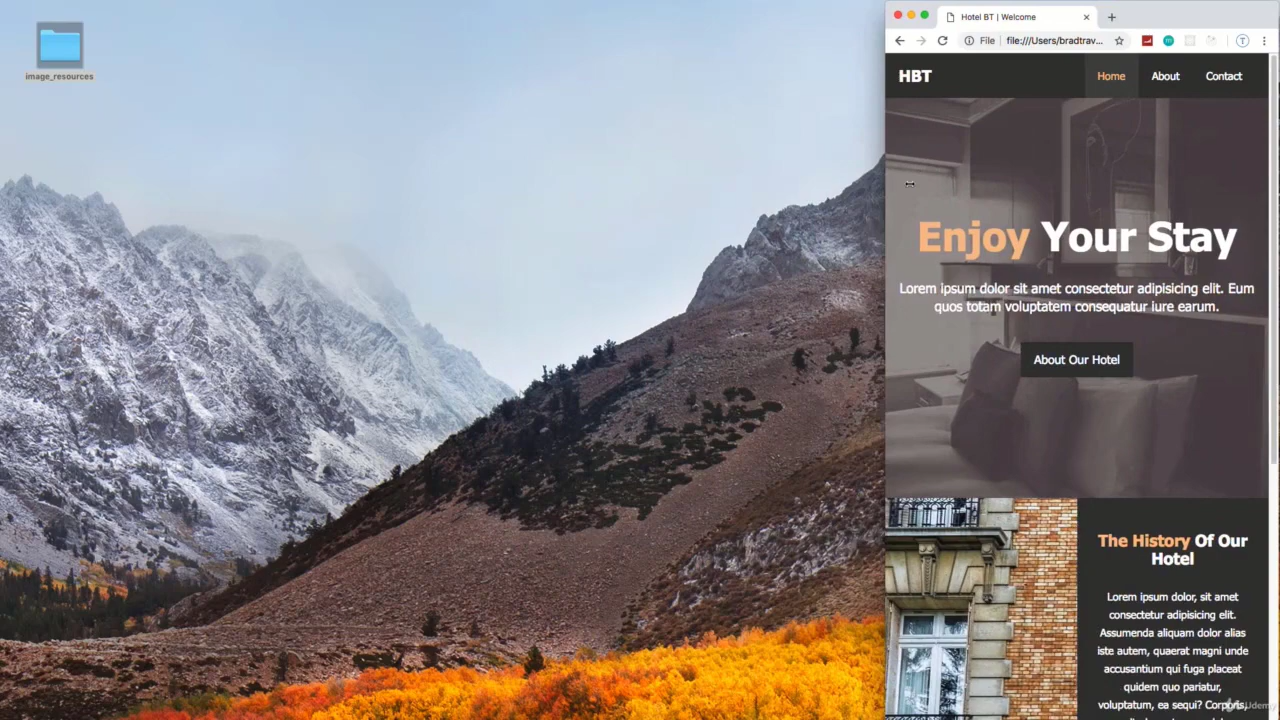 image_resources
Hotel BT | Welcome
File
file:///Users/bradtrav...
T
HBT
Home
About
Contact
Enjoy Your Stay
Lorem ipsum dolor sit amet consectetur adipisicing elit. Eum
quos totam voluptatem consequatur iure earum.
About Our Hotel
The History Of Our
Hotel
Lorem ipsum dolor, sit amet
consectetur adipisicing elit.
Assumenda aliquam dolor alias
iste autem, quaerat magni unde
accusantium qui fuga placeat
quidem quo pariatur,
voluptatum, ea sequi? Corporis,
Udemy